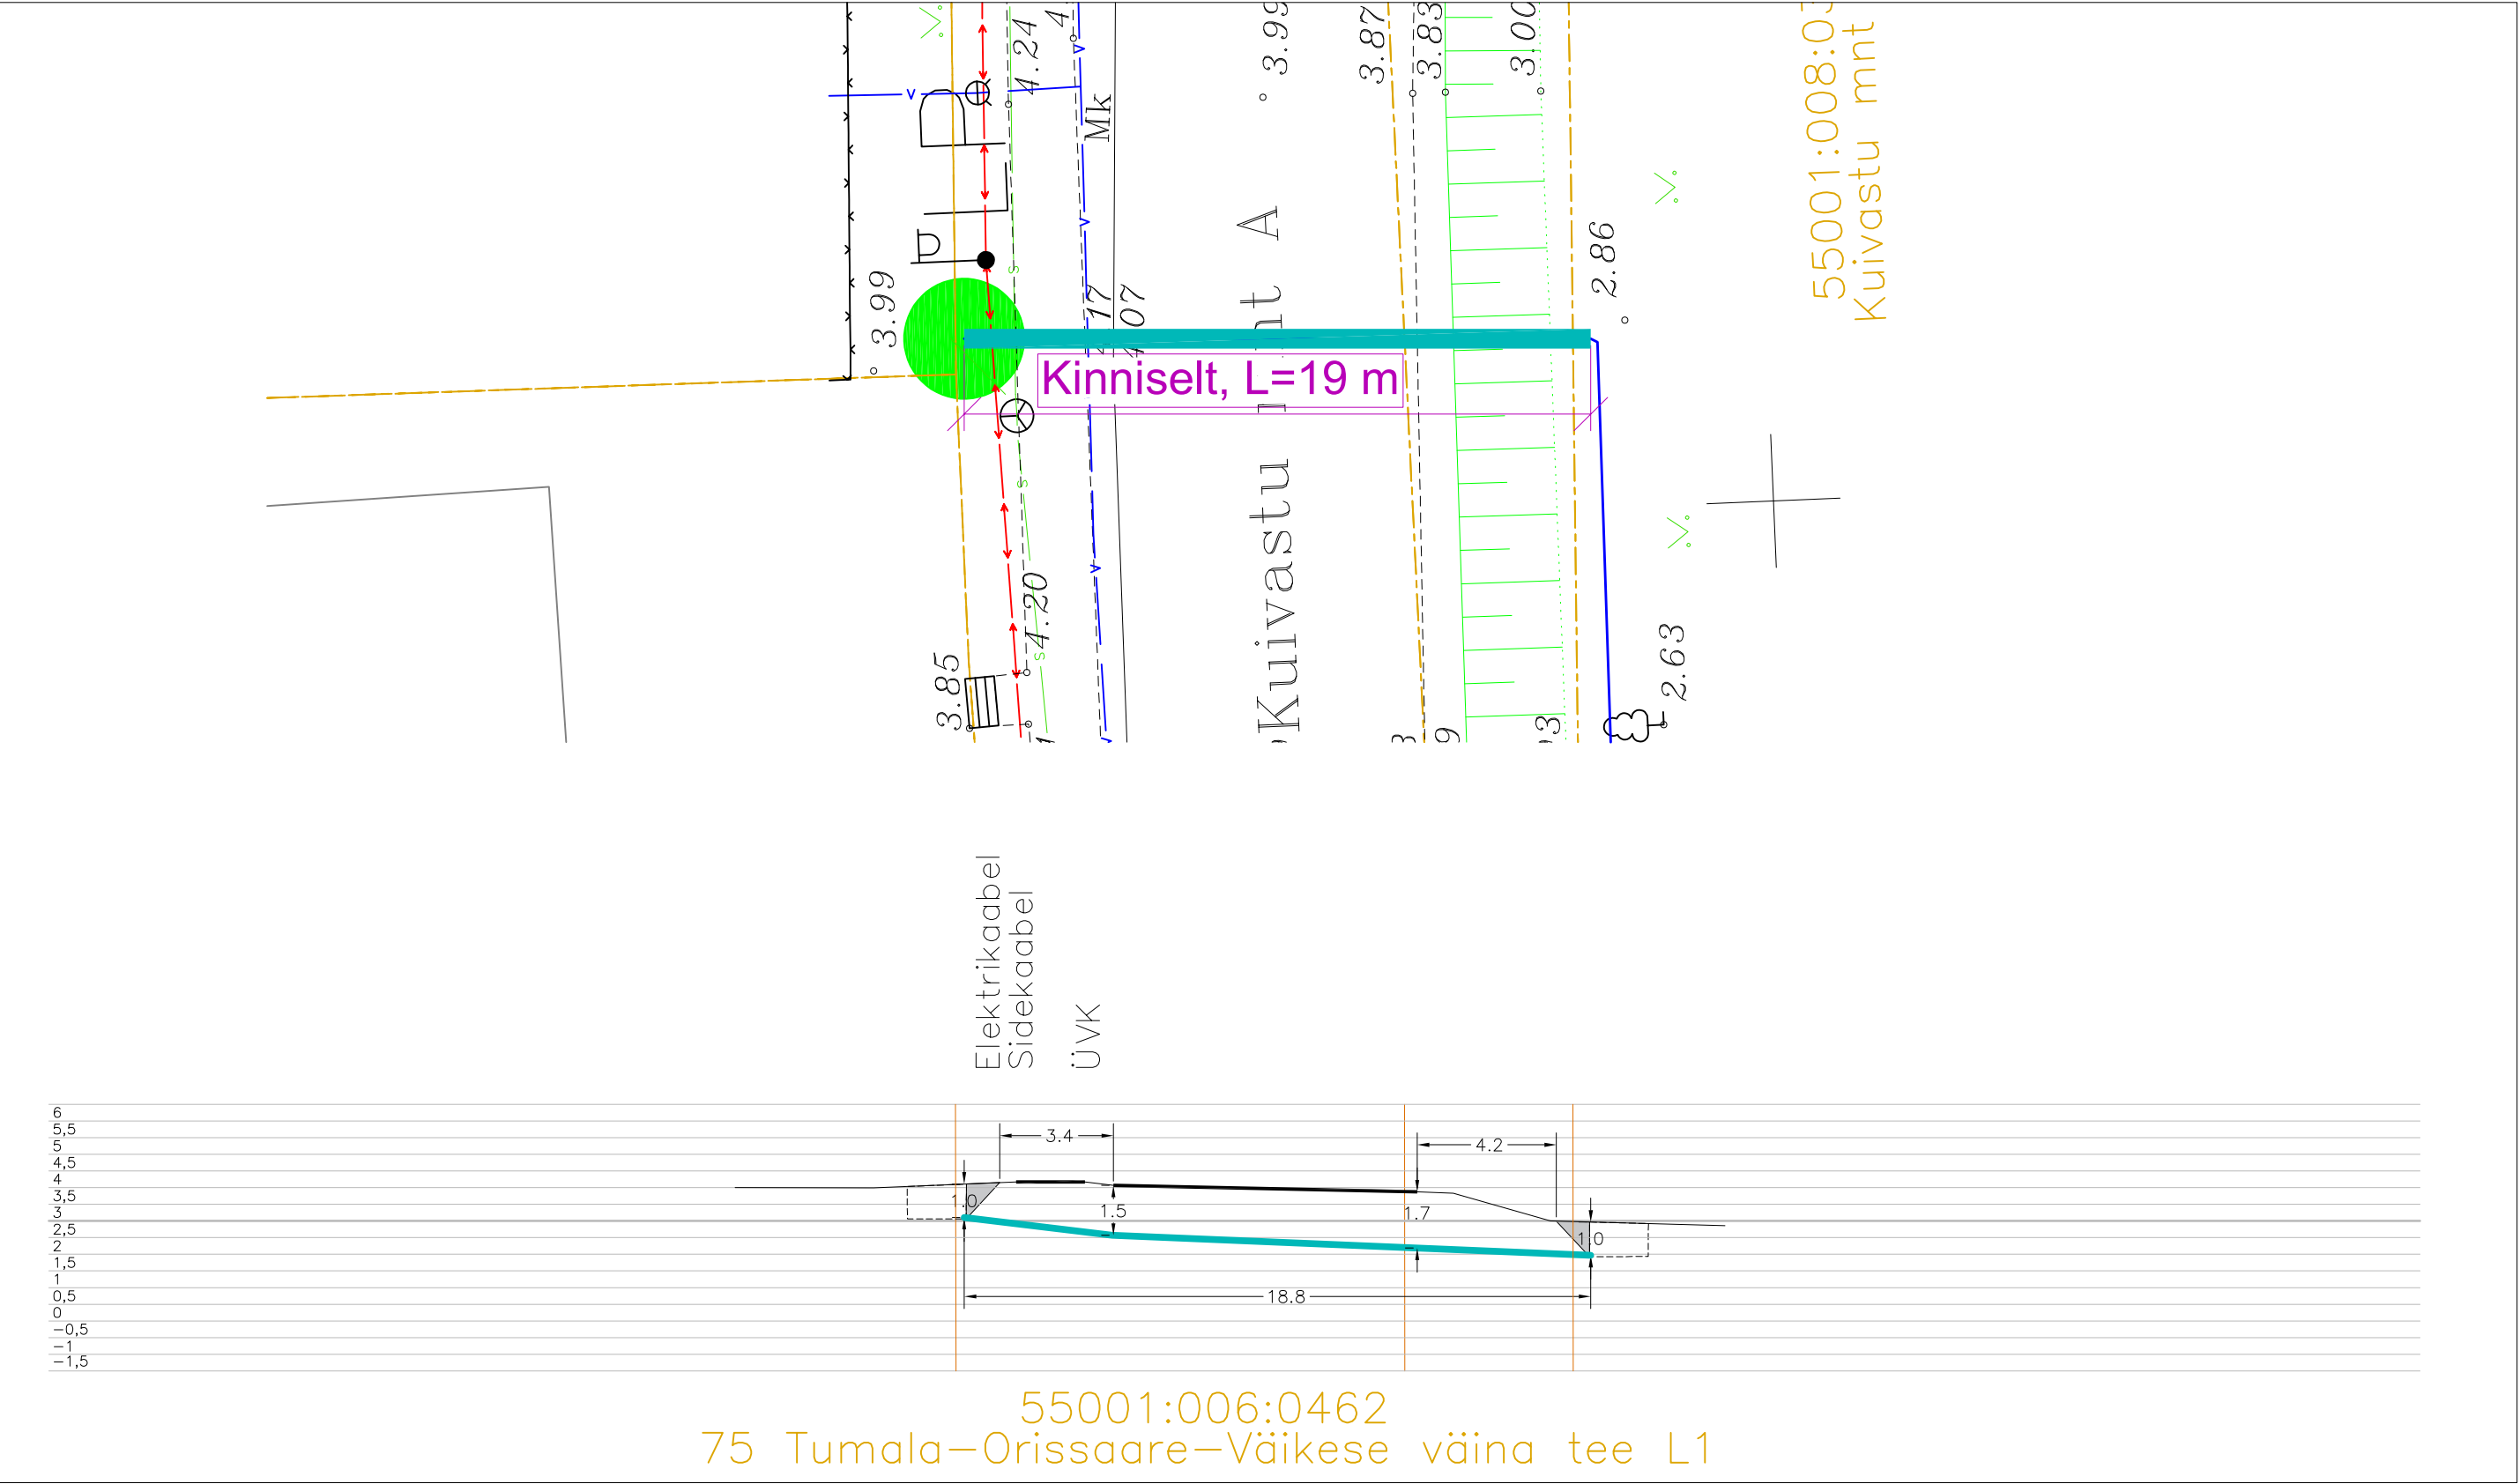 4.24
3.99
3.87
3.83
3.00
Mk
3.99
A
2.86
Kuivastu mnt
Kinniselt, L=19 m
Kuivastu
4.20
3.85
2.63
v
v
v
v
v
s
s
s
Elektrikaabel
Sidekaabel
ÜVK
6
5,5
5
4,5
4
3,5
3
2,5
2
1,5
1
0,5
0
-0,5
-1
-1,5
3.4
4.2
1.0
1.5
1.7
1.0
18.8
55001:006:0462
75 Tumala-Orissaare-Väikese väina tee L1